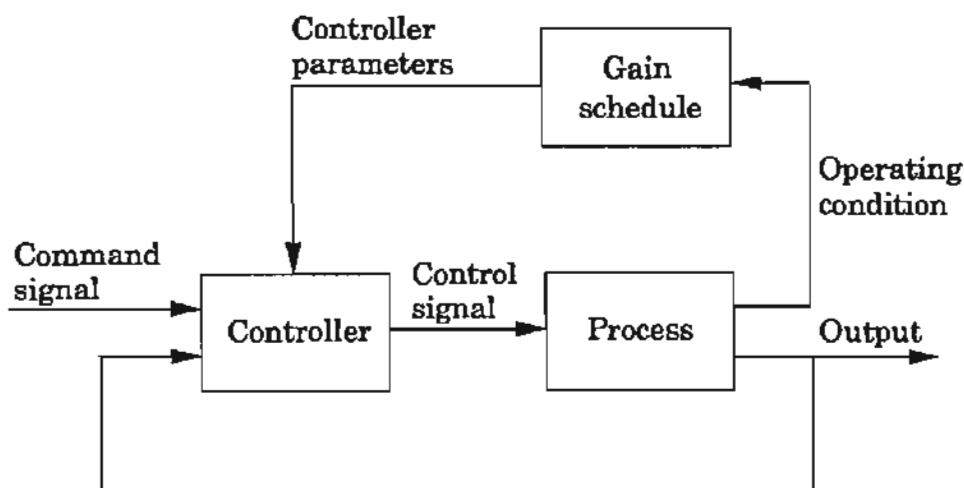 Controller
parameters
Gain
schedule
Operating
condition
Command
signal
Controller
Control
signal
Process
Output